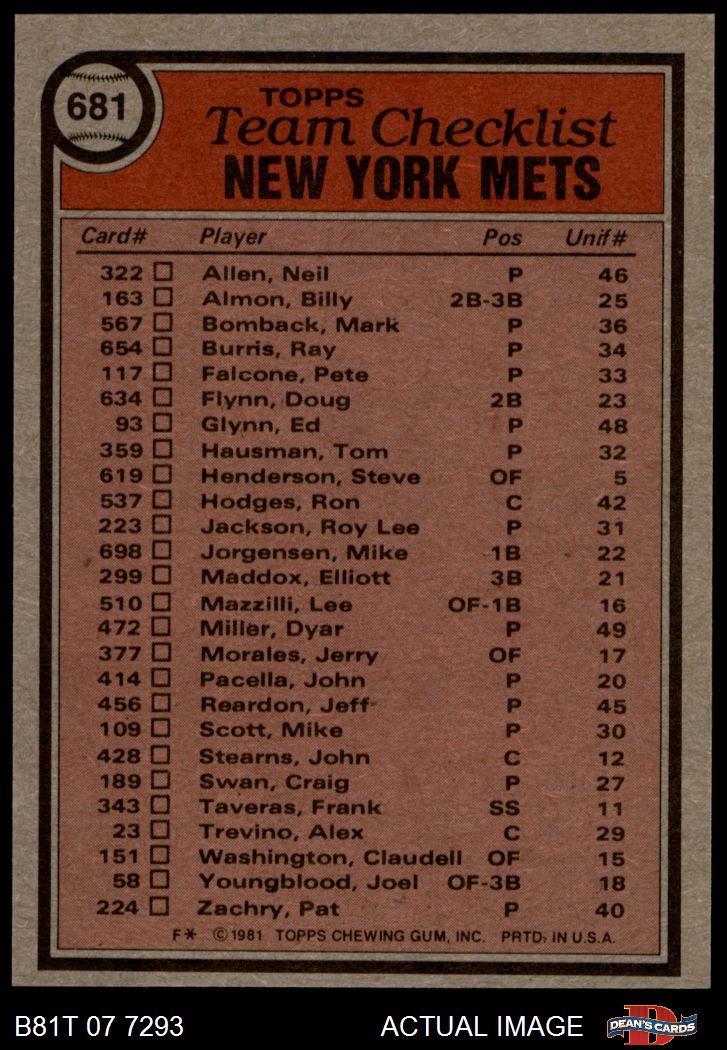 681
TOPPS
Team Checklist
NEW YORK METS
Card# Player Pos Unif#
322 Allen, Neil P 46
163 Almon, Billy 2B-3B 25
567 Bomback, Mark P 36
654 Burris, Ray P 34
117 Falcone, Pete P 33
634 Flynn, Doug 2B 23
93 Glynn, Ed P 48
359 Hausman, Tom P 32
619 Henderson, Steve OF 5
537 Hodges, Ron C 42
223 Jackson, Roy Lee P 31
698 Jorgensen, Mike 1B 22
299 Maddox, Elliott 3B 21
510 Mazzilli, Lee OF-1B 16
472 Miller, Dyar P 49
377 Morales, Jerry OF 17
414 Pacella, John P 20
456 Reardon, Jeff P 45
109 Scott, Mike P 30
428 Stearns, John C 12
189 Swan, Craig P 27
343 Taveras, Frank SS 11
23 Trevino, Alex C 29
151 Washington, Claudell OF 15
58 Youngblood, Joel OF-3B 18
224 Zachry, Pat P 40
F* ©1981 TOPPS CHEWING GUM, INC. PRTD. IN U.S.A.
B81T 07 7293 ACTUAL IMAGE DEAN'S CARDS